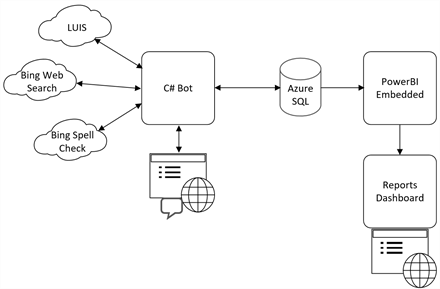 LUIS
Bing Web
Search
Bing Spell
Check
C# Bot
Azure
SQL
PowerBI
Embedded
Reports
Dashboard